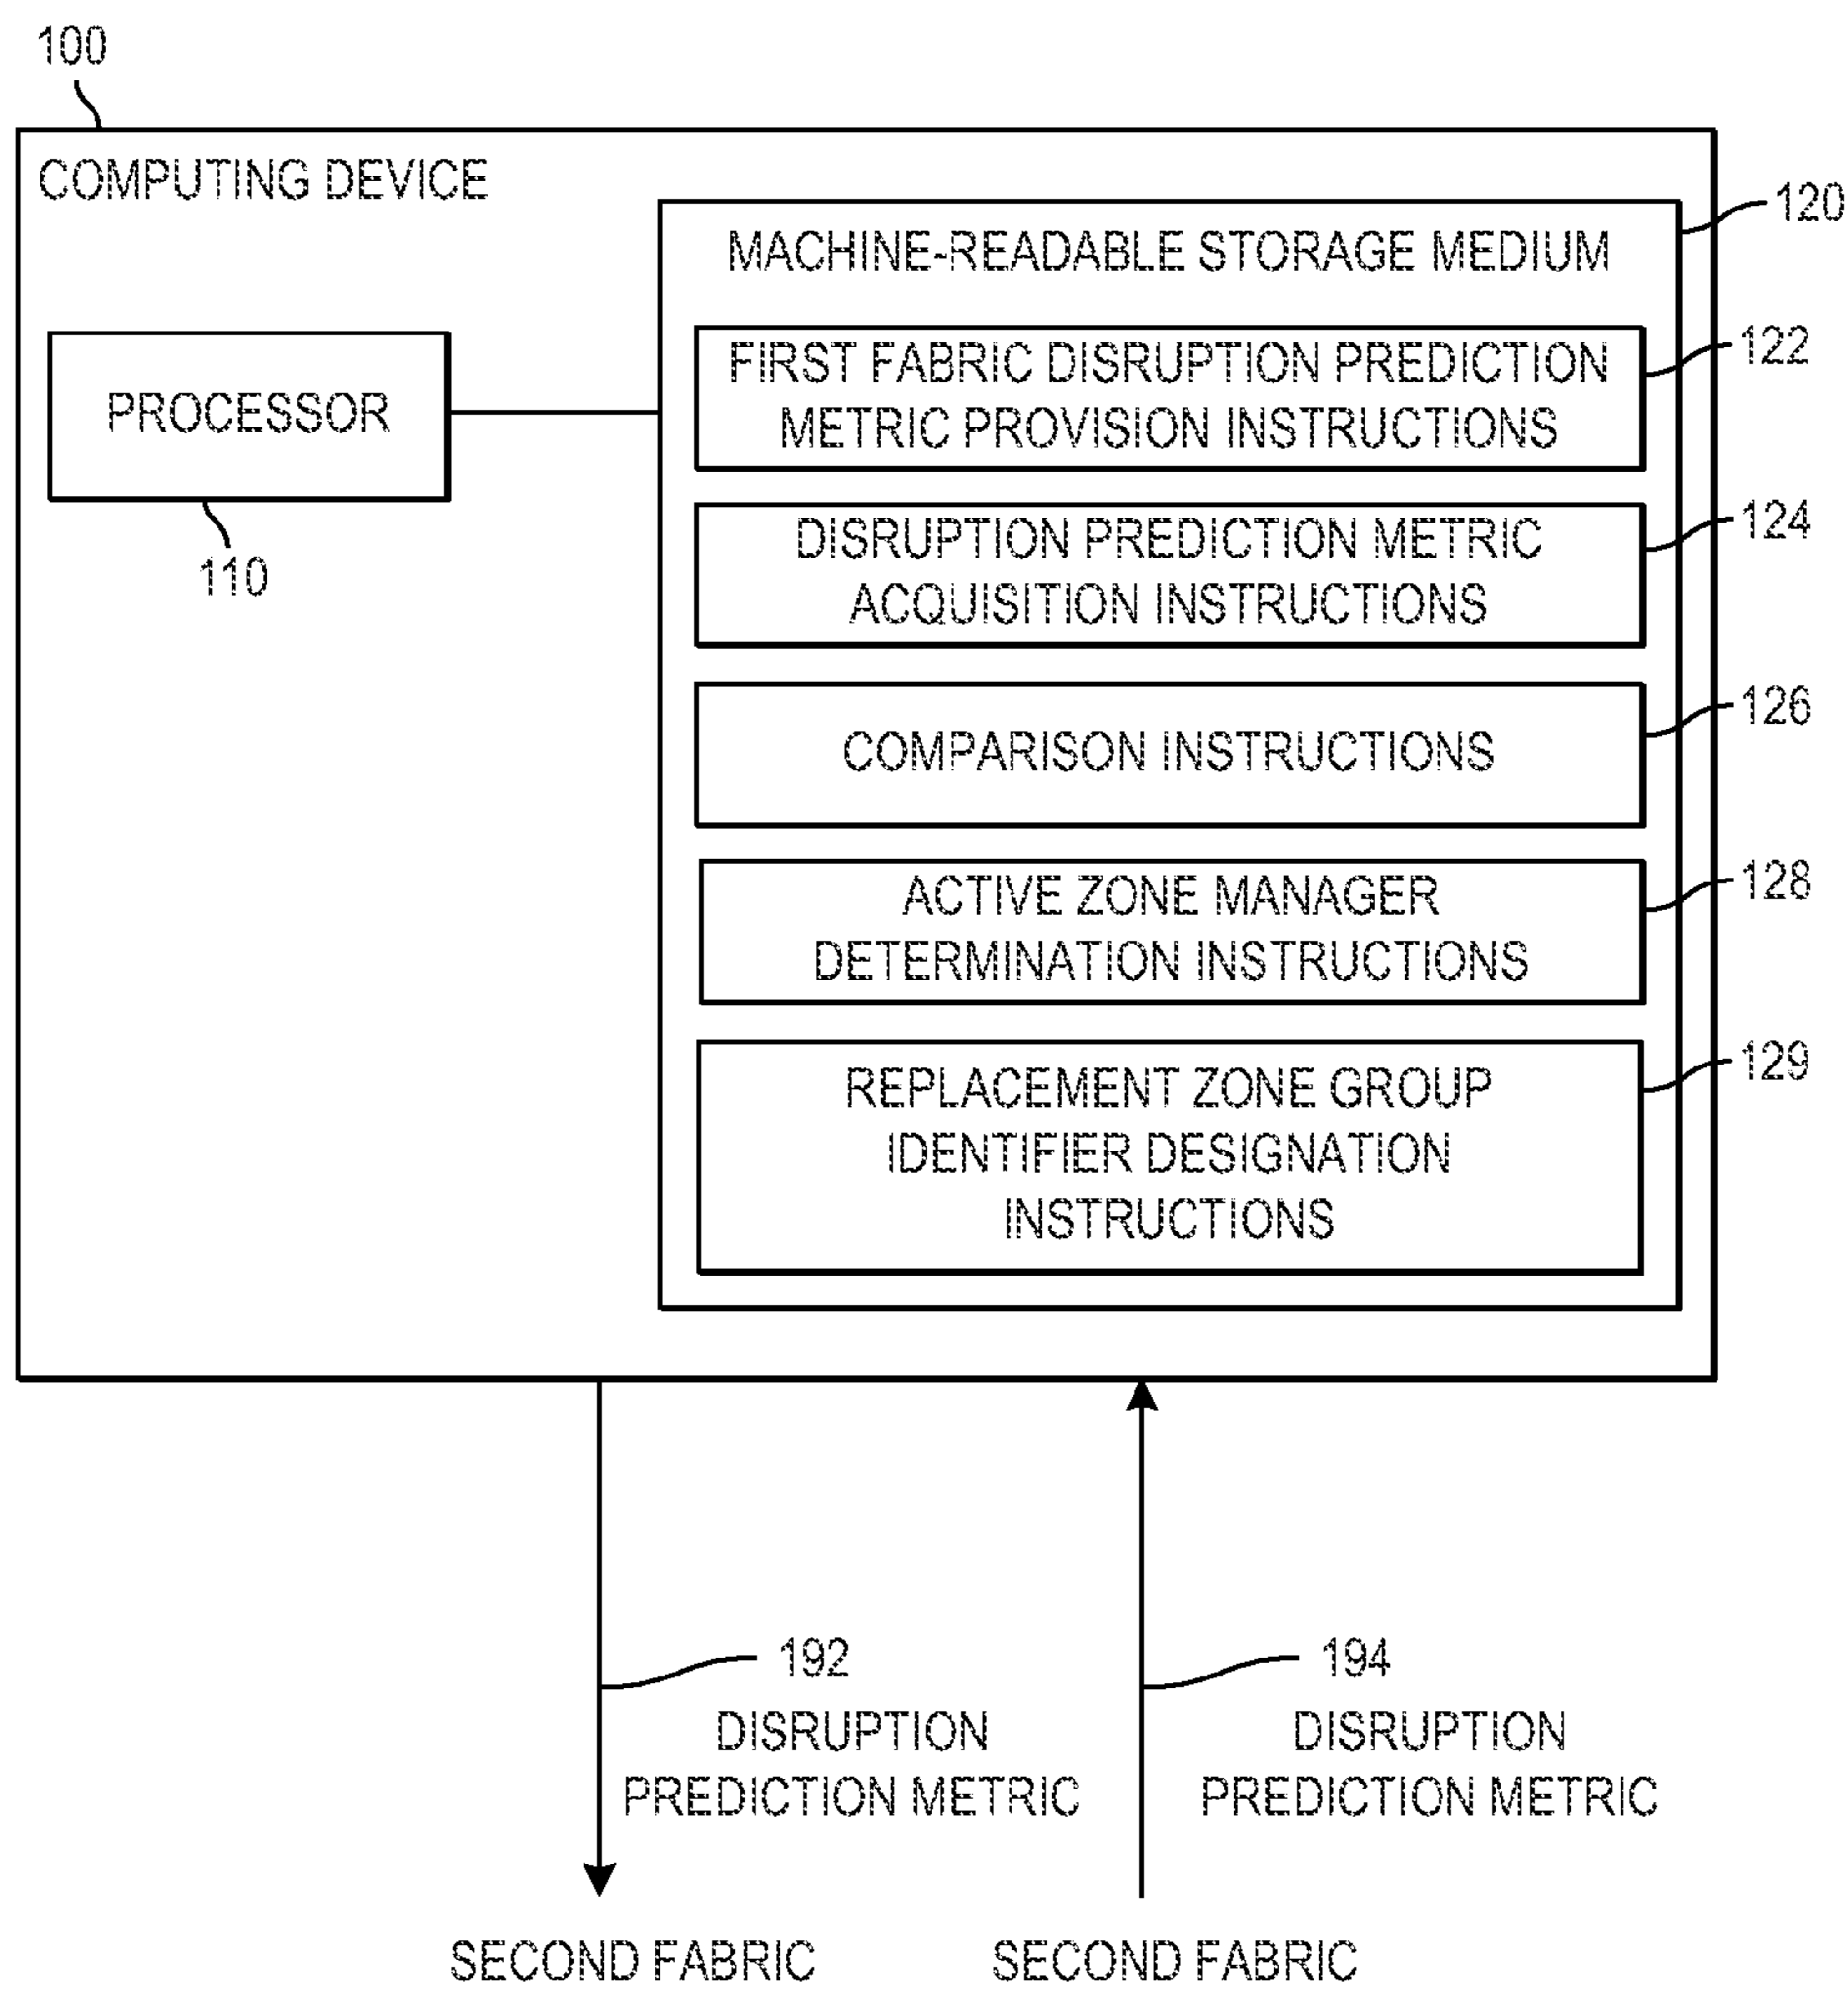 100
COMPUTING DEVICE
120
MACHINE-READABLE STORAGE MEDIUM
122
FIRST FABRIC DISRUPTION PREDICTION
METRIC PROVISION INSTRUCTIONS
PROCESSOR
110
124
DISRUPTION PREDICTION METRIC
ACQUISITION INSTRUCTIONS
126
COMPARISON INSTRUCTIONS
128
ACTIVE ZONE MANAGER
DETERMINATION INSTRUCTIONS
129
REPLACEMENT ZONE GROUP
IDENTIFIER DESIGNATION
INSTRUCTIONS
192
DISRUPTION
PREDICTION METRIC
194
DISRUPTION
PREDICTION METRIC
SECOND FABRIC
SECOND FABRIC